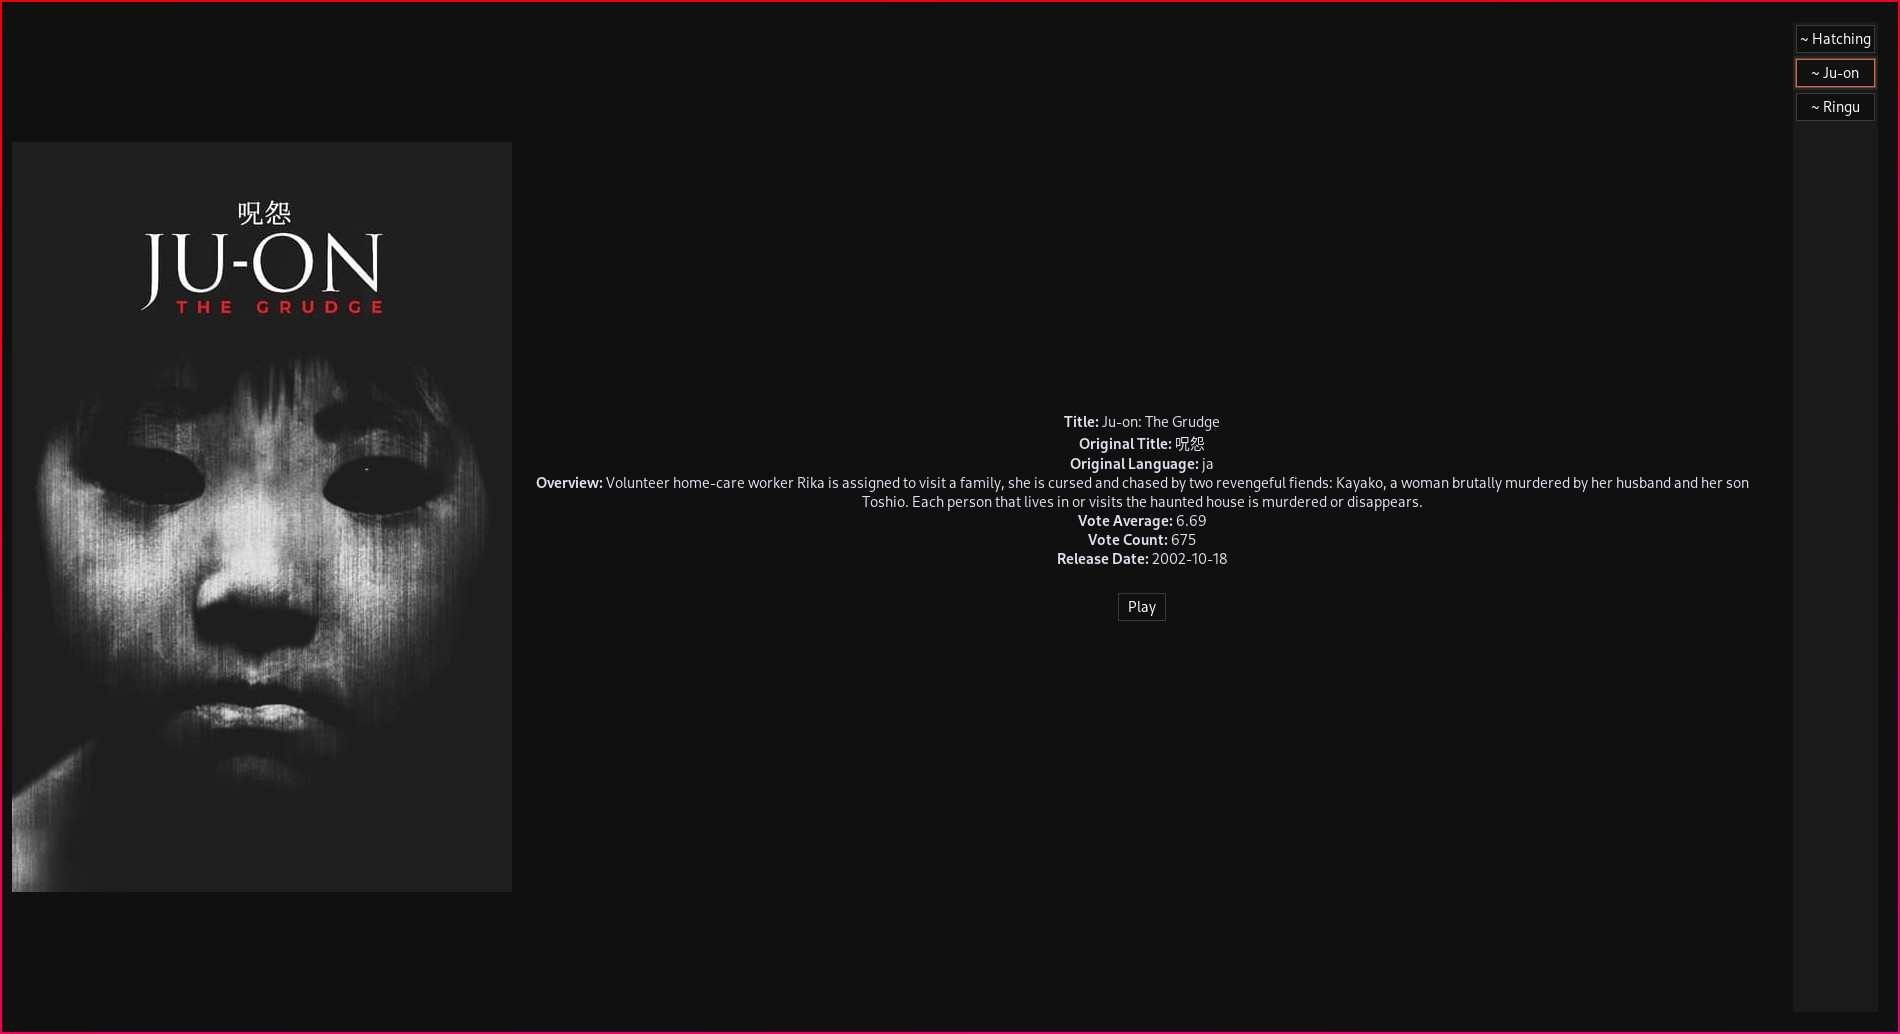 呪怨
JU-ON
THE GRUDGE
Title: Ju-on: The Grudge
Original Title: 呪怨
Original Language: ja
Overview: Volunteer home-care worker Rika is assigned to visit a family, she is cursed and chased by two revengeful fiends: Kayako, a woman brutally murdered by her husband and her son
Toshio. Each person that lives in or visits the haunted house is murdered or disappears.
Vote Average: 6.69
Vote Count: 675
Release Date: 2002-10-18
Play
~ Hatching
~ Ju-on
~ Ringu